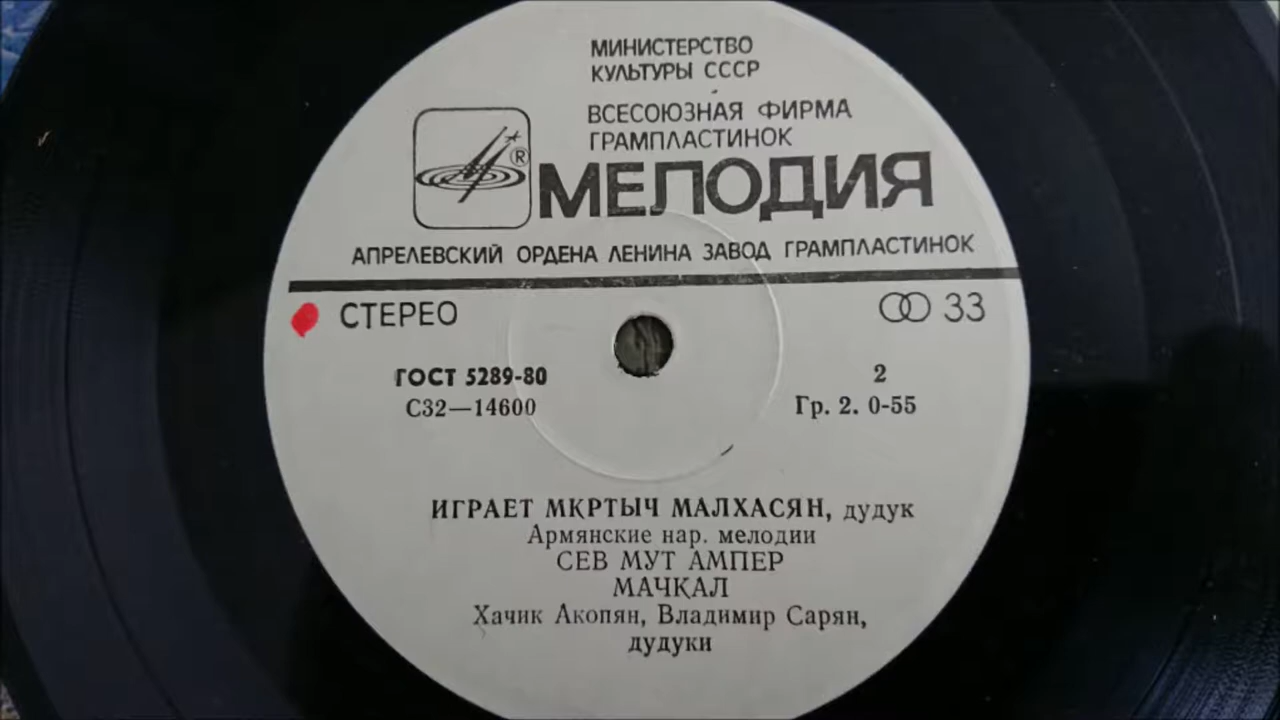 МИНИСТЕРСТВО
КУЛЬТУРЫ СССР
ВСЕСОЮЗНАЯ ФИРМА
ГРАМПЛАСТИНОК
®
МЕЛОДИЯ
АПРЕЛЕВСКИЙ ОРДЕНА ЛЕНИНА ЗАВОД ГРАМПЛАСТИНОК
СТЕРЕО
33
ГОСТ 5289-80
2
С32—14600
Гр. 2. 0-55
ИГРАЕТ МКРТЫЧ МАЛХАСЯН, дудук
Армянские нар. мелодии
СЕВ МУТ АМПЕР
МАЧКАЛ
Хачик Акопян, Владимир Сарян,
дудуки